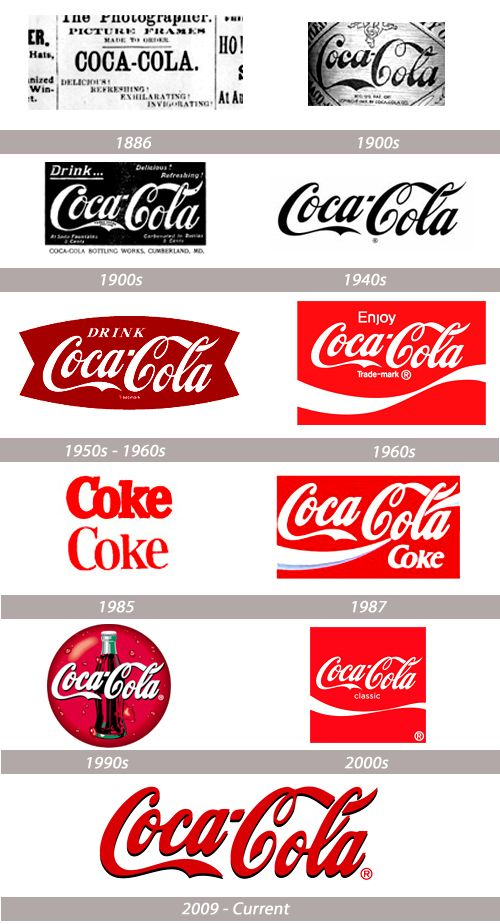 The Photographer.
PICTURE FRAMES
MADE TO ORDER.
COCA-COLA.
DELICIOUS!
REFRESHING!
EXHILARATING!
INVIGORATING!
ER.
Hats,
nized
Win-
et.
HO!
At
1886
Coca-Cola
1900s
Drink...
Delicious!
Refreshing!
Coca-Cola
At Soda Fountains
5 Cents
Carbonated in Bottles
5 Cents
COCA-COLA BOTTLING WORKS, CUMBERLAND, MD.
1900s
Coca-Cola
®
1940s
DRINK
Coca-Cola
1950s - 1960s
Enjoy
Coca-Cola
Trade-mark ®
1960s
Coke
Coke
1985
Coca Cola
Coke
1987
Coca-Cola
®
1990s
Coca-Cola
classic
®
2000s
Coca-Cola
®
2009 - Current